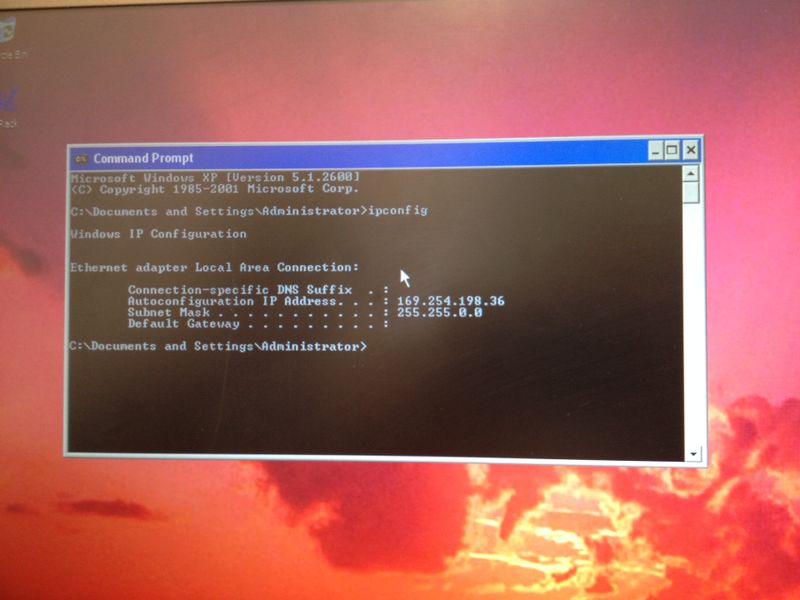 Command Prompt
Microsoft Windows XP [Version 5.1.2600]
(C) Copyright 1985-2001 Microsoft Corp.
C:\Documents and Settings\Administrator>ipconfig
Windows IP Configuration
Ethernet adapter Local Area Connection:
Connection-specific DNS Suffix . :
Autoconfiguration IP Address. . . : 169.254.198.36
Subnet Mask . . . . . . . . . . . : 255.255.0.0
Default Gateway . . . . . . . . . :
C:\Documents and Settings\Administrator>